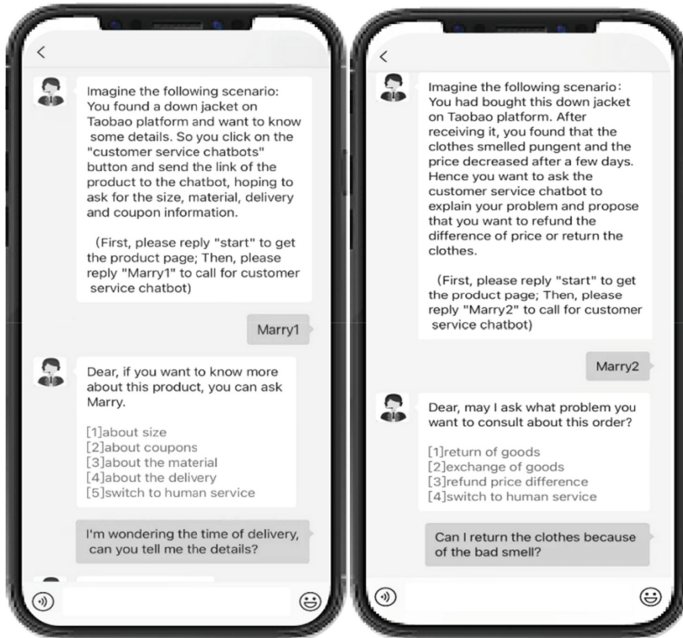 Imagine the following scenario:
You found a down jacket on
Taobao platform and want to know
some details. So you click on the
"customer service chatbots"
button and send the link of the
product to the chatbot, hoping to
ask for the size, material, delivery
and coupon information.
(First, please reply "start" to get
the product page; Then, please
reply "Marry1" to call for customer
service chatbot)
Marry1
Dear, if you want to know more
about this product, you can ask
Marry.
[1]about size
[2]about coupons
[3]about the material
[4]about the delivery
[5]switch to human service
I'm wondering the time of delivery,
can you tell me the details?
Imagine the following scenario:
You had bought this down jacket
on Taobao platform. After
receiving it, you found that the
clothes smelled pungent and the
price decreased after a few days.
Hence you want to ask the
customer service chatbot to
explain your problem and propose
that you want to refund the
difference of price or return the
clothes.
(First, please reply "start" to get
the product page; Then, please
reply "Marry2" to call for customer
service chatbot)
Marry2
Dear, may I ask what problem you
want to consult about this order?
[1]return of goods
[2]exchange of goods
[3]refund price difference
[4]switch to human service
Can I return the clothes because
of the bad smell?